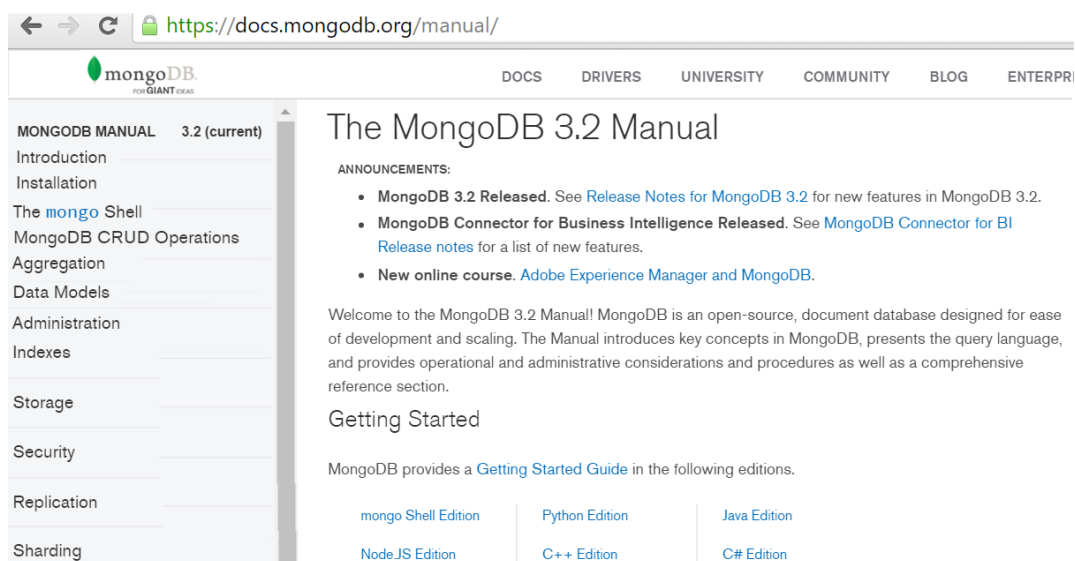 https://docs.mongodb.org/manual/
mongoDB.
FOR GIANT IDEAS
DOCS DRIVERS UNIVERSITY COMMUNITY BLOG ENTERPRI
MONGODB MANUAL 3.2 (current)
Introduction
Installation
The mongo Shell
MongoDB CRUD Operations
Aggregation
Data Models
Administration
Indexes
Storage
Security
Replication
Sharding
The MongoDB 3.2 Manual
ANNOUNCEMENTS:
• MongoDB 3.2 Released. See Release Notes for MongoDB 3.2 for new features in MongoDB 3.2.
• MongoDB Connector for Business Intelligence Released. See MongoDB Connector for BI
Release notes for a list of new features.
• New online course. Adobe Experience Manager and MongoDB.
Welcome to the MongoDB 3.2 Manual! MongoDB is an open-source, document database designed for ease
of development and scaling. The Manual introduces key concepts in MongoDB, presents the query language,
and provides operational and administrative considerations and procedures as well as a comprehensive
reference section.
Getting Started
MongoDB provides a Getting Started Guide in the following editions.
mongo Shell Edition Python Edition Java Edition
Node.JS Edition C++ Edition C# Edition